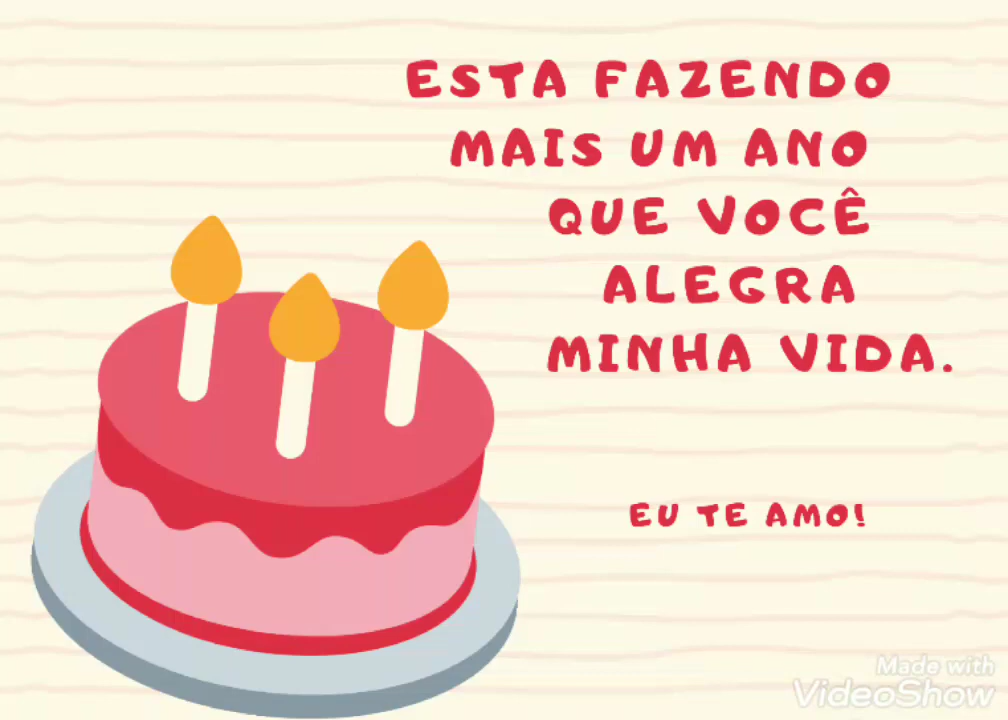 ESTA FAZENDO
MAIS UM ANO
QUE VOCÊ
ALEGRA
MINHA VIDA.
EU TE AMO!
Made with
VideoShow